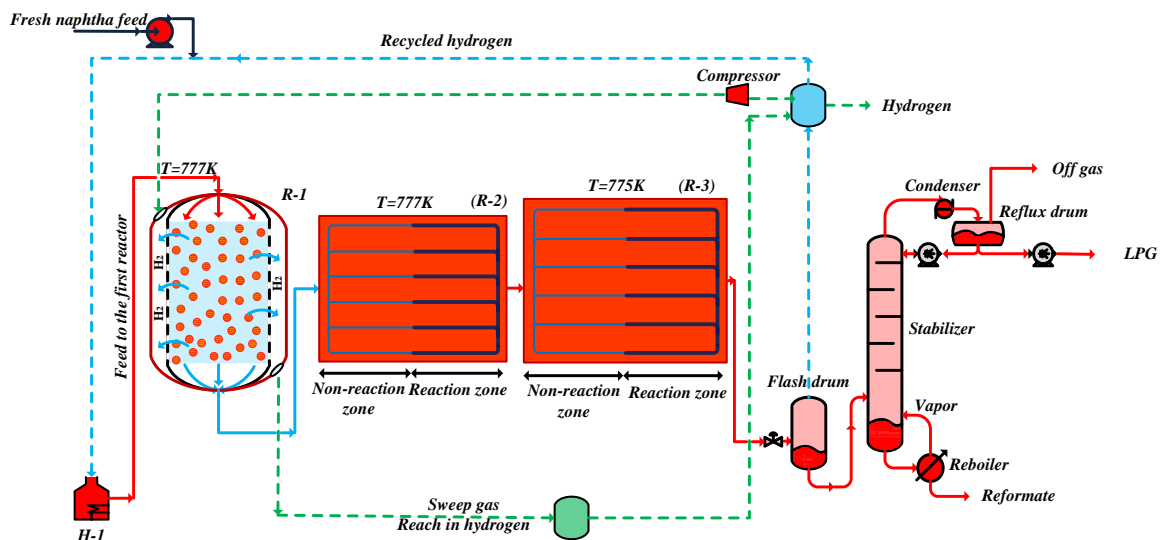 Fresh naphtha feed
Recycled hydrogen
Compressor
Hydrogen
T=777K
R-1
T=777K
(R-2)
T=775K
(R-3)
Off gas
Condenser
Reflux drum
LPG
H2
H2
H2
Feed to the first reactor
Stabilizer
Non-reaction
zone
Reaction zone
Non-reaction
zone
Reaction
zone
Flash drum
Vapor
Reboiler
Reformate
Sweep gas
Reach in hydrogen
H-1